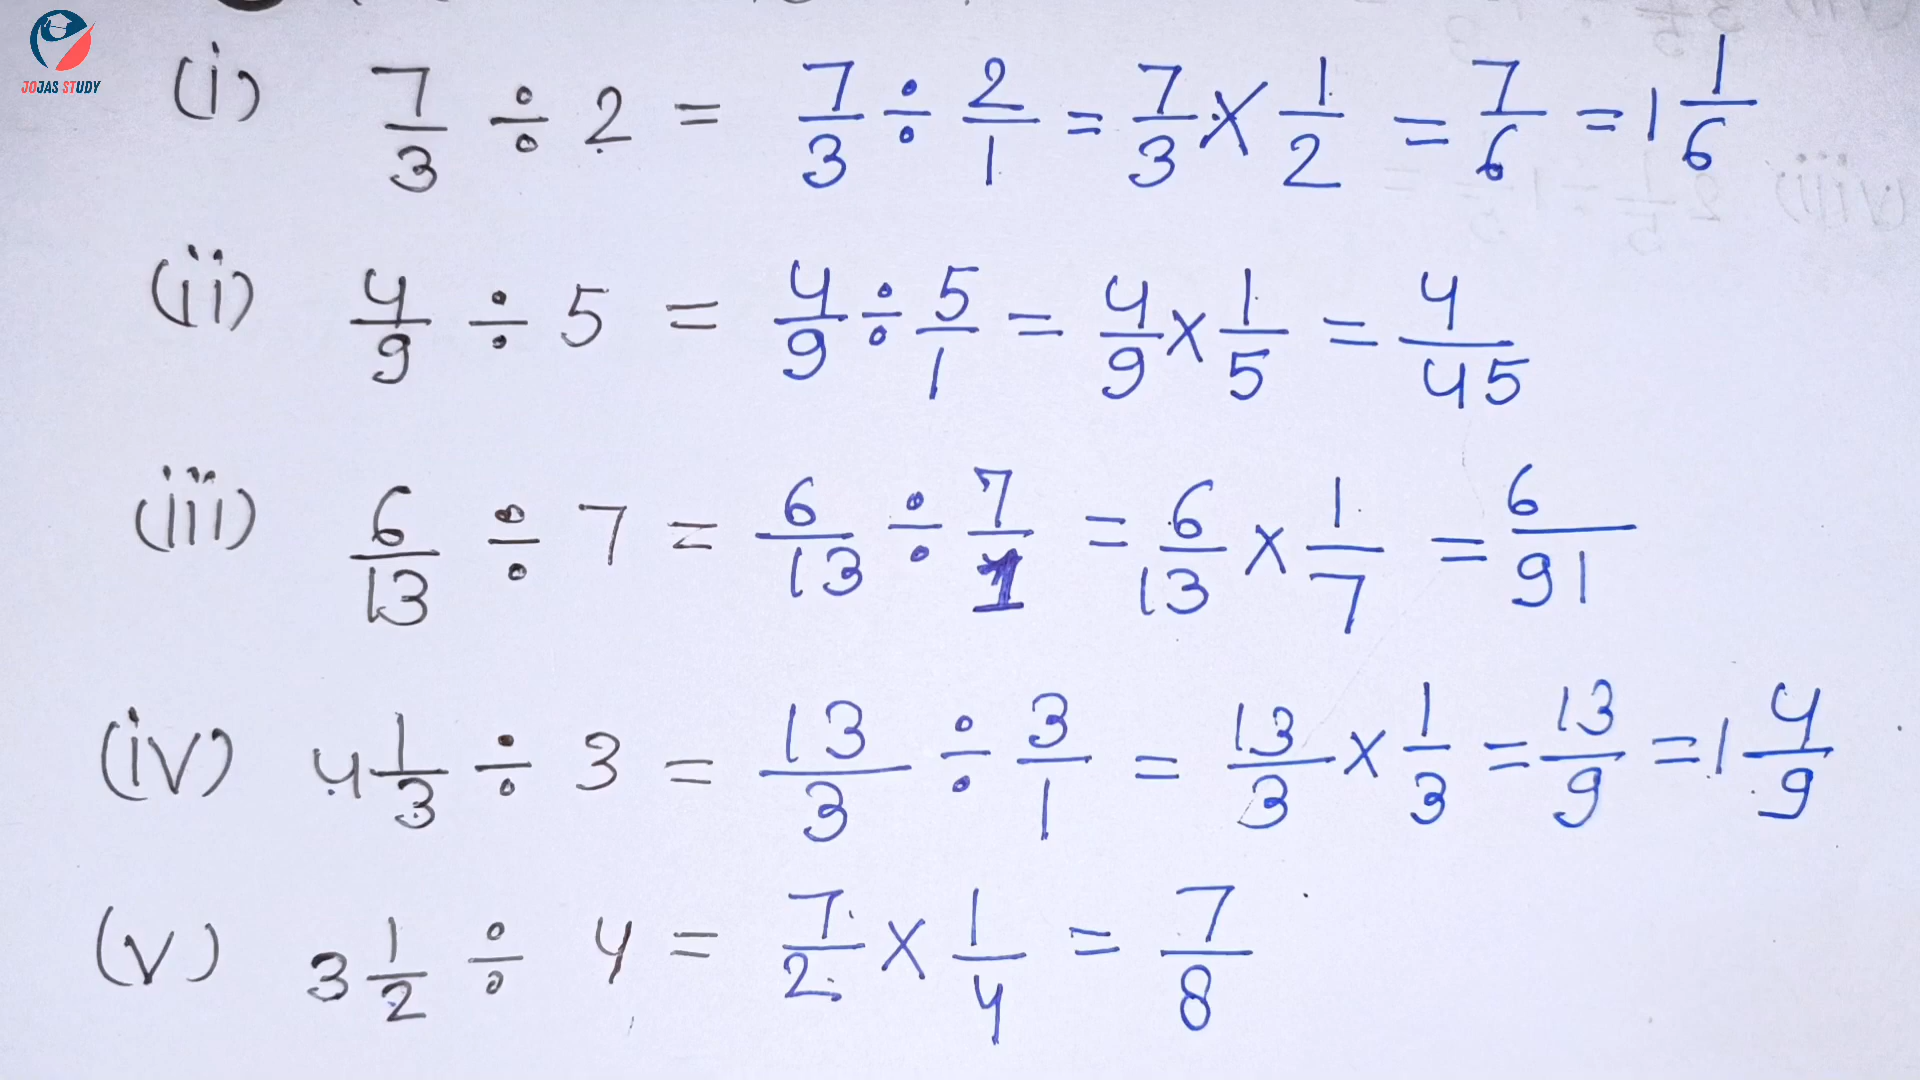 JOJAS STUDY
(i) 7/3 ÷ 2 = 7/3 ÷ 2/1 = 7/3 × 1/2 = 7/6 = 1 1/6
(ii) 4/9 ÷ 5 = 4/9 ÷ 5/1 = 4/9 × 1/5 = 4/45
(iii) 6/13 ÷ 7 = 6/13 ÷ 7/1 = 6/13 × 1/7 = 6/91
(iv) 4 1/3 ÷ 3 = 13/3 ÷ 3/1 = 13/3 × 1/3 = 13/9 = 1 4/9
(v) 3 1/2 ÷ 4 = 7/2 × 1/4 = 7/8